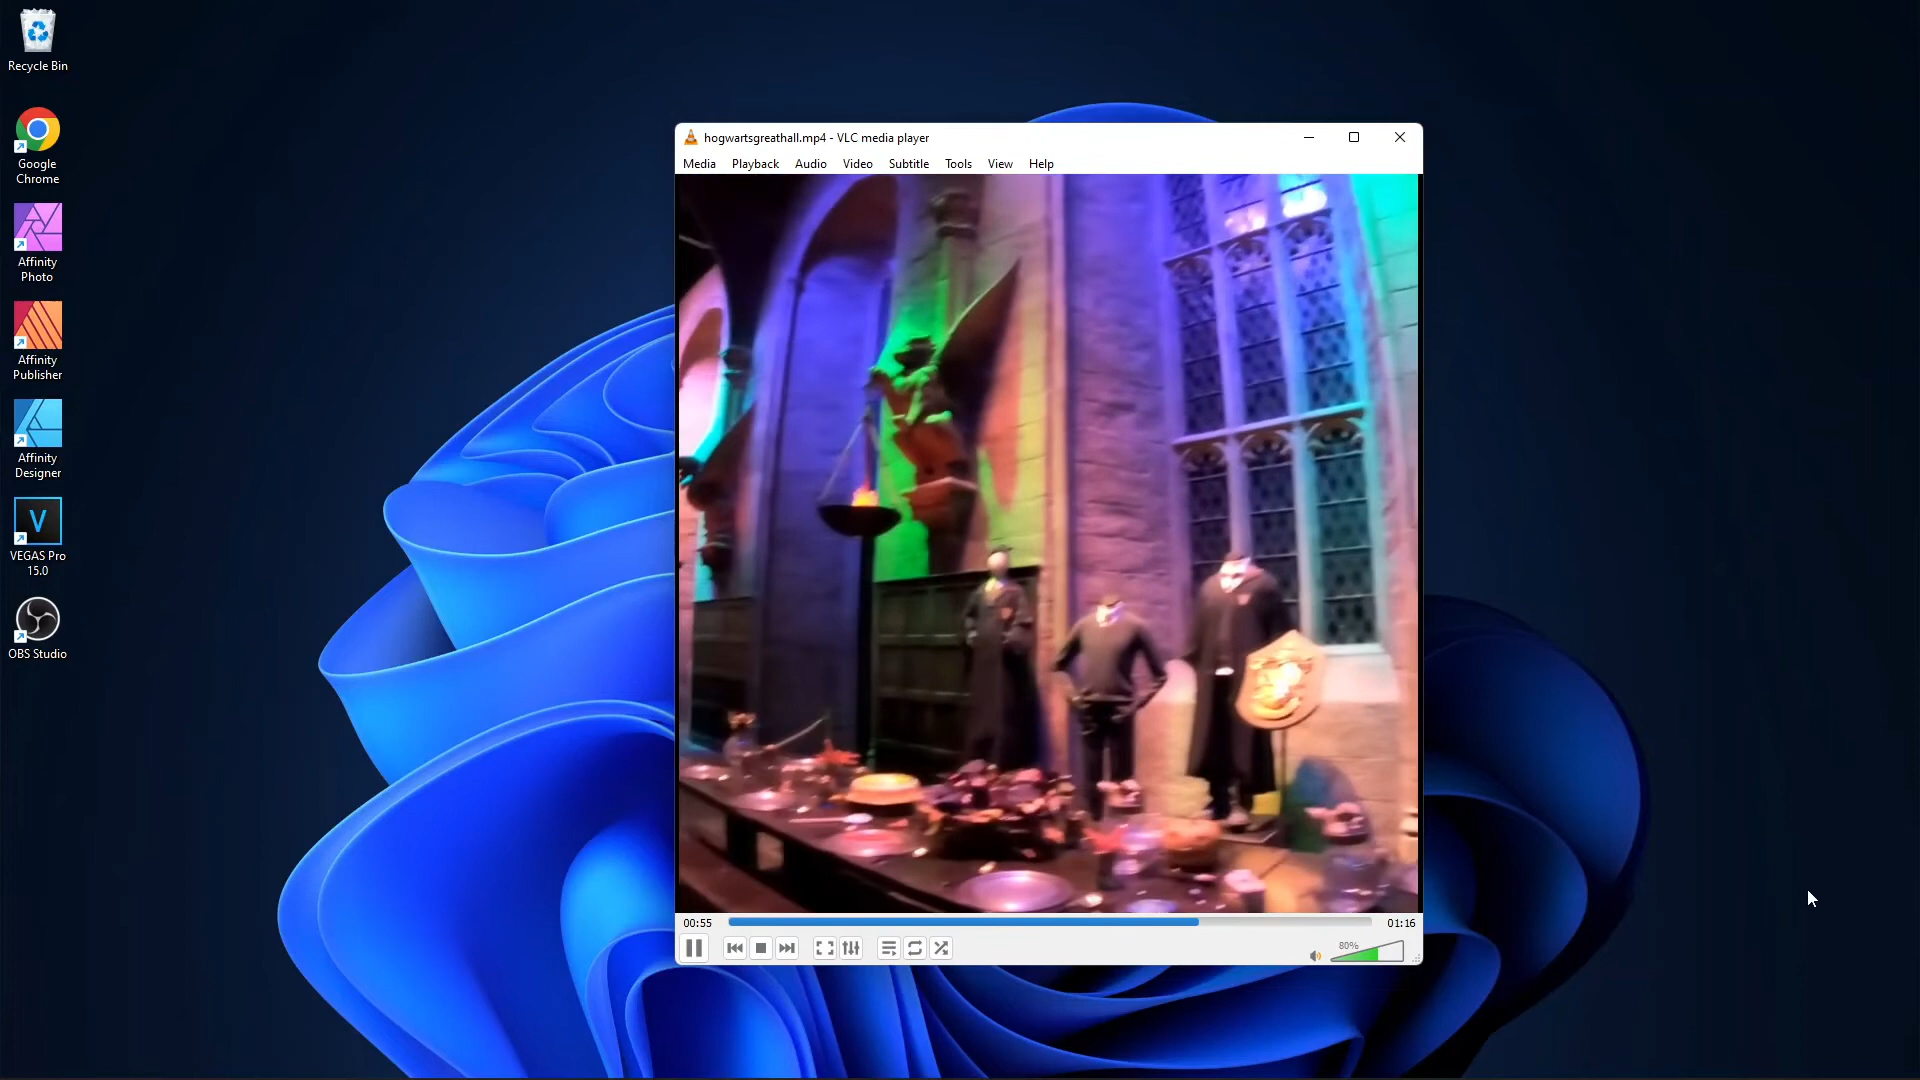 Recycle Bin
Google
Chrome
Affinity
Photo
Affinity
Publisher
Affinity
Designer
V
VEGAS Pro
15.0
OBS Studio
hogwartsgreathall.mp4 - VLC media player
Media Playback Audio Video Subtitle Tools View Help
00:55
01:16
80%